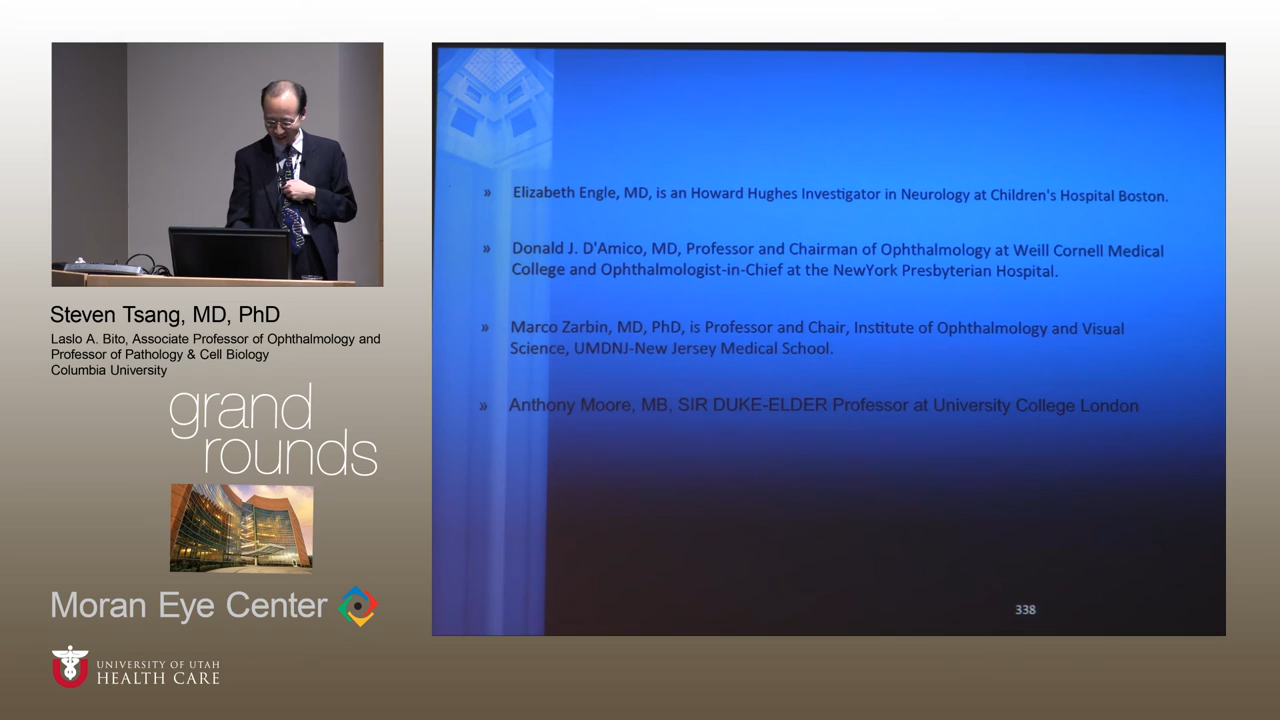 Steven Tsang, MD, PhD
Laslo A. Bito, Associate Professor of Ophthalmology and
Professor of Pathology & Cell Biology
Columbia University
grand
rounds
Moran Eye Center
UNIVERSITY OF UTAH
HEALTH CARE
» Elizabeth Engle, MD, is an Howard Hughes Investigator in Neurology at Children's Hospital Boston.
» Donald J. D'Amico, MD, Professor and Chairman of Ophthalmology at Weill Cornell Medical
College and Ophthalmologist-in-Chief at the NewYork Presbyterian Hospital.
» Marco Zarbin, MD, PhD, is Professor and Chair, Institute of Ophthalmology and Visual
Science, UMDNJ-New Jersey Medical School.
» Anthony Moore, MB, SIR DUKE-ELDER Professor at University College London
338